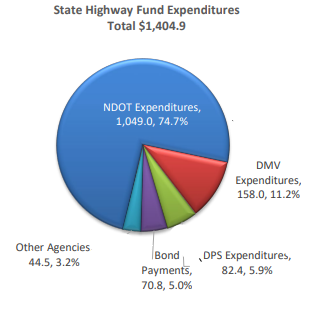 State Highway Fund Expenditures
Total $1,404.9
NDOT Expenditures,
1,049.0, 74.7%
DMV
Expenditures,
158.0, 11.2%
DPS Expenditures,
82.4, 5.9%
Bond
Payments,
70.8, 5.0%
Other Agencies
44.5, 3.2%